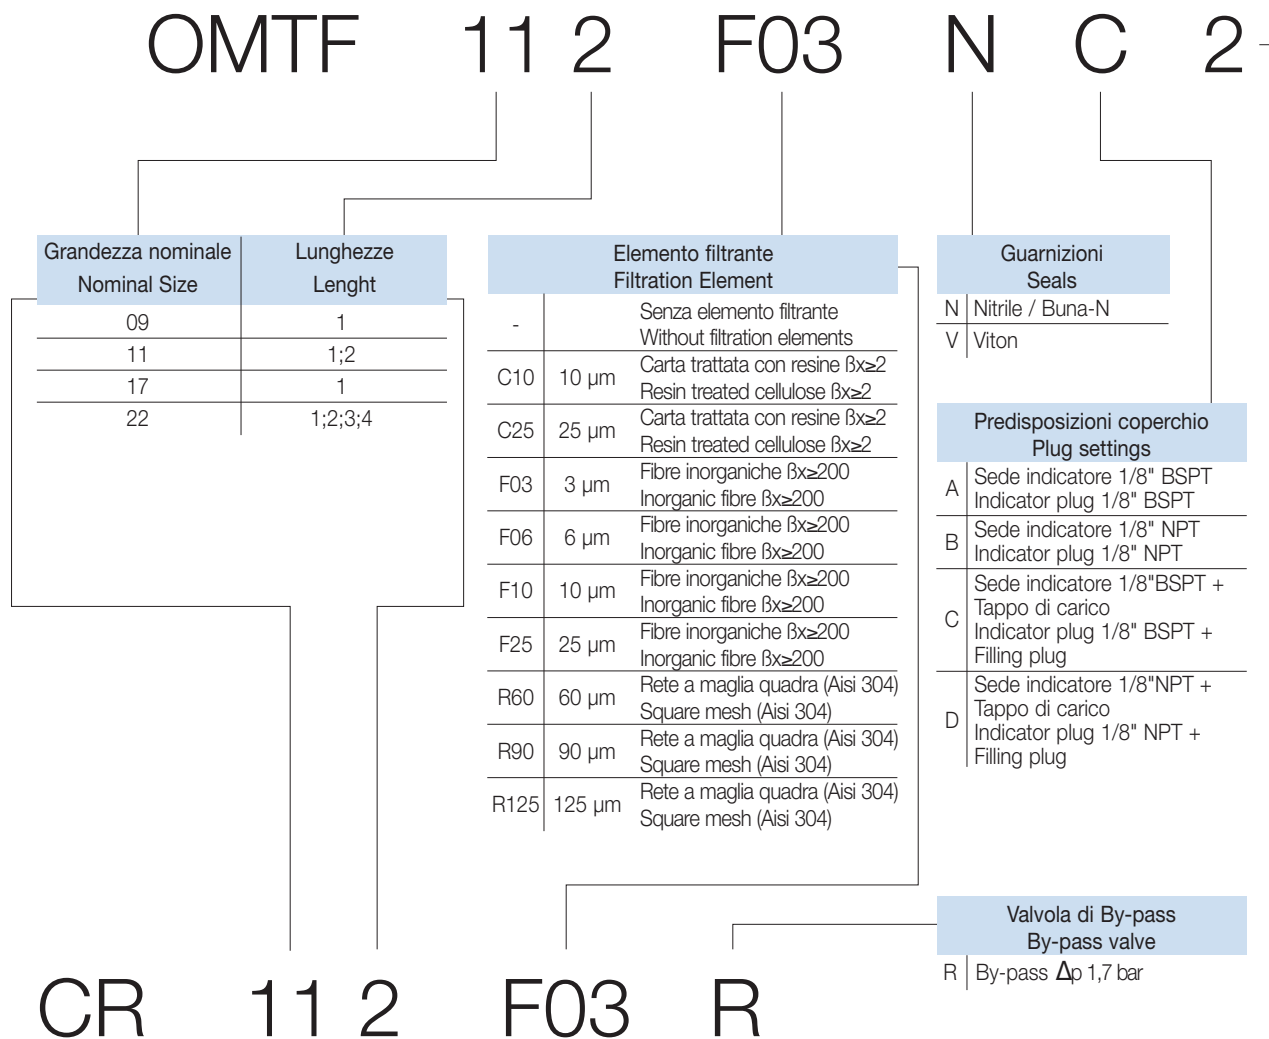 OMTF 11 2 F03 N C 2 -
Grandezza nominale
Nominal Size
Lunghezze
Lenght
09 1
11 1;2
17 1
22 1;2;3;4
Elemento filtrante
Filtration Element
- Senza elemento filtrante
Without filtration elements
C10 10 µm Carta trattata con resine ßx≥2
Resin treated cellulose ßx≥2
C25 25 µm Carta trattata con resine ßx≥2
Resin treated cellulose ßx≥2
F03 3 µm Fibre inorganiche ßx≥200
Inorganic fibre ßx≥200
F06 6 µm Fibre inorganiche ßx≥200
Inorganic fibre ßx≥200
F10 10 µm Fibre inorganiche ßx≥200
Inorganic fibre ßx≥200
F25 25 µm Fibre inorganiche ßx≥200
Inorganic fibre ßx≥200
R60 60 µm Rete a maglia quadra (Aisi 304)
Square mesh (Aisi 304)
R90 90 µm Rete a maglia quadra (Aisi 304)
Square mesh (Aisi 304)
R125 125 µm Rete a maglia quadra (Aisi 304)
Square mesh (Aisi 304)
Guarnizioni
Seals
N Nitrile / Buna-N
V Viton
Predisposizioni coperchio
Plug settings
A Sede indicatore 1/8" BSPT
Indicator plug 1/8" BSPT
B Sede indicatore 1/8" NPT
Indicator plug 1/8" NPT
C Sede indicatore 1/8"BSPT +
Tappo di carico
Indicator plug 1/8" BSPT +
Filling plug
D Sede indicatore 1/8"NPT +
Tappo di carico
Indicator plug 1/8" NPT +
Filling plug
Valvola di By-pass
By-pass valve
R By-pass Δp 1,7 bar
CR 11 2 F03 R